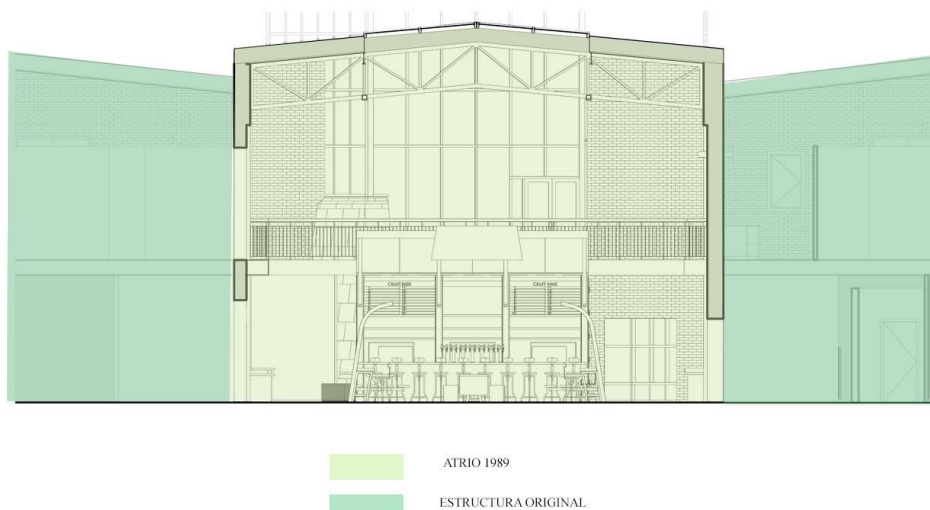 CRAFT BEER
CRAFT WINE
ATRIO 1989
ESTRUCTURA ORIGINAL